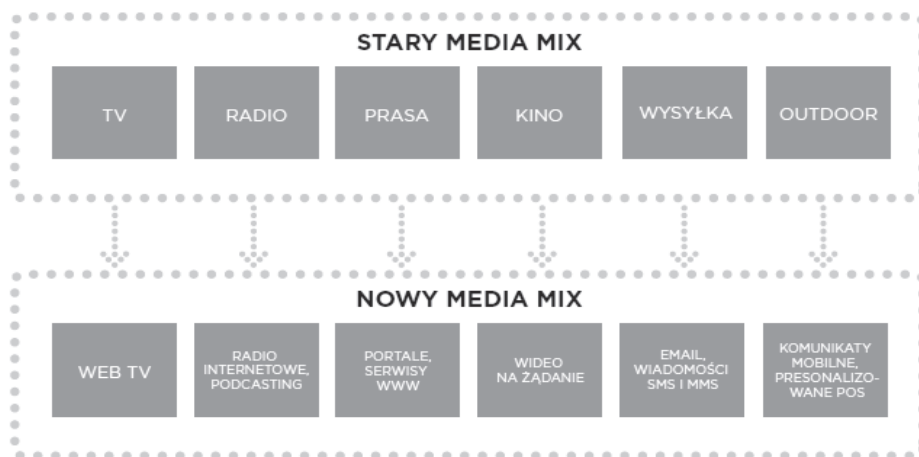 STARY MEDIA MIX
TV
RADIO
PRASA
KINO
WYSYŁKA
OUTDOOR
NOWY MEDIA MIX
WEB TV
RADIO
INTERNETOWE,
PODCASTING
PORTALE,
SERWISY
WWW
WIDEO
NA ŻĄDANIE
EMAIL,
WIADOMOŚCI
SMS I MMS
KOMUNIKATY
MOBILNE,
PRESONALIZO-
WANE POS